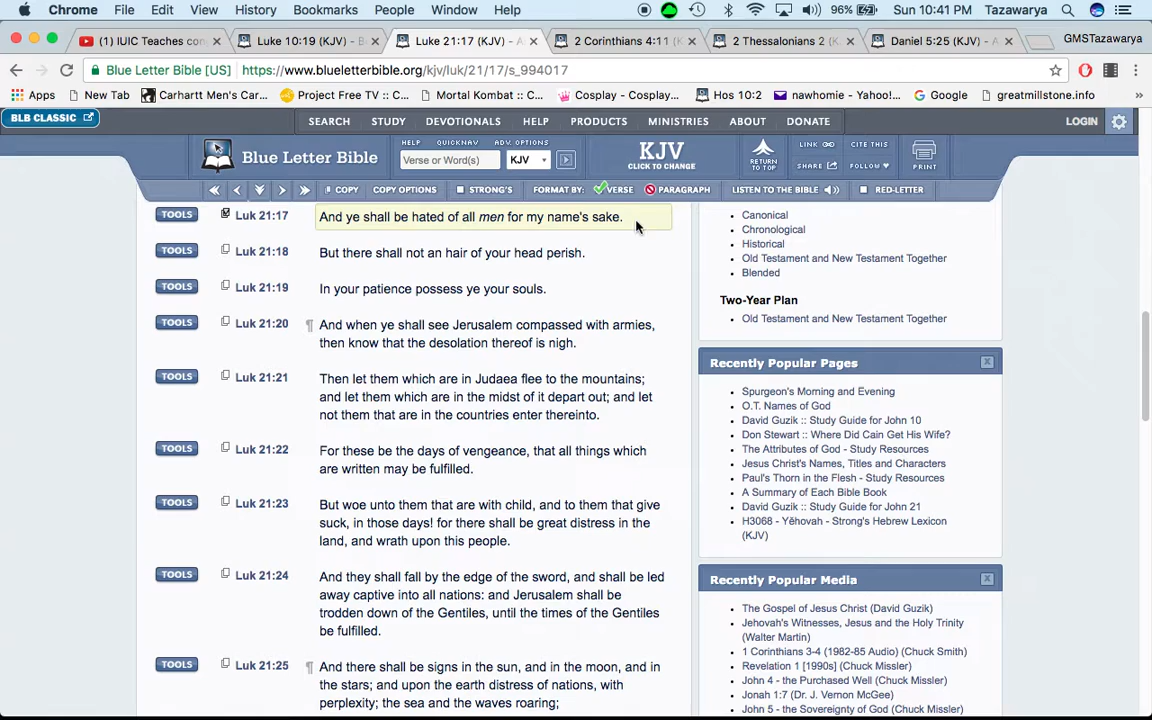 Chrome File Edit View History Bookmarks People Window Help 96% Sun 10:41 PM Tazawarya
(1) IUIC Teaches con × Luke 10:19 (KJV) - B × Luke 21:17 (KJV) - A × 2 Corinthians 4:11 ( × 2 Thessalonians 2 (K × Daniel 5:25 (KJV) - A × GMSTazawarya
Blue Letter Bible [US] https://www.blueletterbible.org/kjv/luk/21/17/s_994017
Apps New Tab Carhartt Men's Car... Project Free TV :: C... Mortal Kombat :: C... Cosplay - Cosplay... Hos 10:2 nawhomie - Yahoo!... Google greatmillstone.info »
BLB CLASSIC SEARCH STUDY DEVOTIONALS HELP PRODUCTS MINISTRIES ABOUT DONATE LOGIN
HELP QUICKNAV ADV. OPTIONS
Blue Letter Bible Verse or Word(s) KJV
KJV
CLICK TO CHANGE
RETURN
TO TOP
LINK CITE THIS
SHARE FOLLOW
PRINT
COPY COPY OPTIONS STRONG'S FORMAT BY: VERSE PARAGRAPH LISTEN TO THE BIBLE RED-LETTER
TOOLS Luk 21:17 And ye shall be hated of all men for my name's sake.
TOOLS Luk 21:18 But there shall not an hair of your head perish.
TOOLS Luk 21:19 In your patience possess ye your souls.
TOOLS Luk 21:20 ¶ And when ye shall see Jerusalem compassed with armies,
then know that the desolation thereof is nigh.
TOOLS Luk 21:21 Then let them which are in Judaea flee to the mountains;
and let them which are in the midst of it depart out; and let
not them that are in the countries enter thereinto.
TOOLS Luk 21:22 For these be the days of vengeance, that all things which
are written may be fulfilled.
TOOLS Luk 21:23 But woe unto them that are with child, and to them that give
suck, in those days! for there shall be great distress in the
land, and wrath upon this people.
TOOLS Luk 21:24 And they shall fall by the edge of the sword, and shall be led
away captive into all nations: and Jerusalem shall be
trodden down of the Gentiles, until the times of the Gentiles
be fulfilled.
TOOLS Luk 21:25 ¶ And there shall be signs in the sun, and in the moon, and in
the stars; and upon the earth distress of nations, with
perplexity; the sea and the waves roaring;
Canonical
Chronological
Historical
Old Testament and New Testament Together
Blended
Two-Year Plan
Old Testament and New Testament Together
Recently Popular Pages
Spurgeon's Morning and Evening
O.T. Names of God
David Guzik :: Study Guide for John 10
Don Stewart :: Where Did Cain Get His Wife?
The Attributes of God - Study Resources
Jesus Christ's Names, Titles and Characters
Paul's Thorn in the Flesh - Study Resources
A Summary of Each Bible Book
David Guzik :: Study Guide for John 21
H3068 - Yĕhovah - Strong's Hebrew Lexicon
(KJV)
Recently Popular Media
The Gospel of Jesus Christ (David Guzik)
Jehovah's Witnesses, Jesus and the Holy Trinity
(Walter Martin)
1 Corinthians 3-4 (1982-85 Audio) (Chuck Smith)
Revelation 1 [1990s] (Chuck Missler)
John 4 - the Purchased Well (Chuck Missler)
Jonah 1:7 (Dr. J. Vernon McGee)
John 5 - the Sovereignty of God (Chuck Missler)